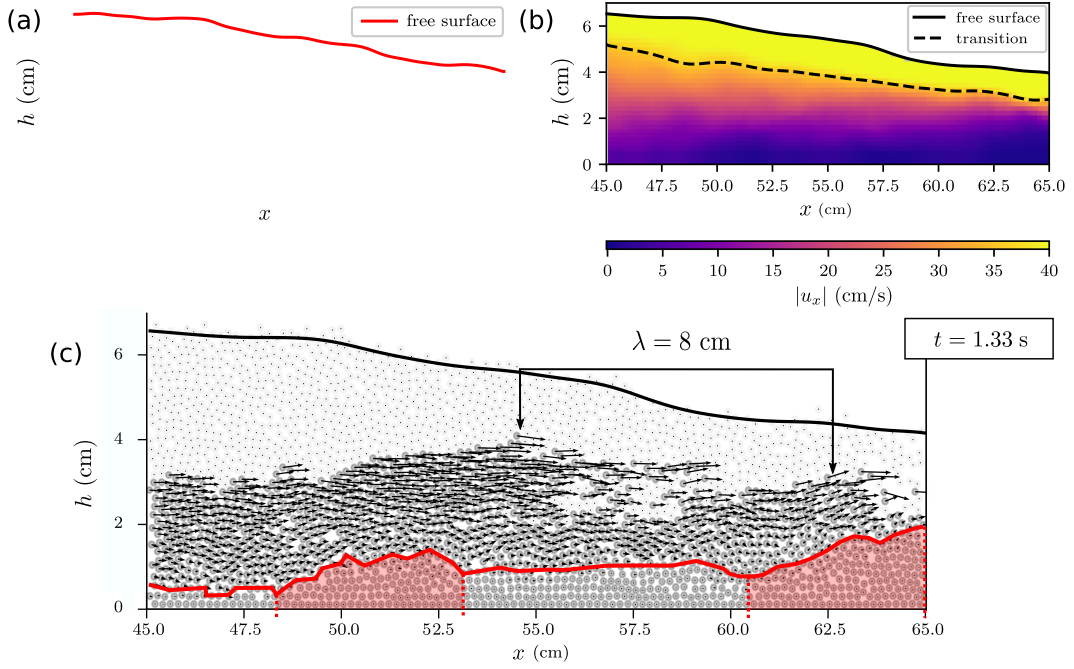 (a)
free surface
h (cm)
x
(b)
free surface
transition
h (cm)
6
4
2
0
45.0 47.5 50.0 52.5 55.0 57.5 60.0 62.5 65.0
x (cm)
0 5 10 15 20 25 30 35 40
|uₓ| (cm/s)
(c)
λ = 8 cm
t = 1.33 s
h (cm)
6
4
2
0
45.0 47.5 50.0 52.5 55.0 57.5 60.0 62.5 65.0
x (cm)